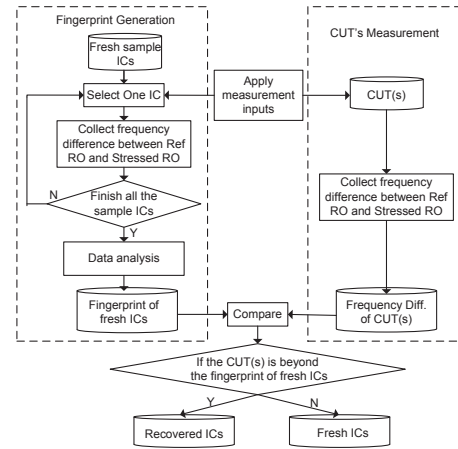 Fingerprint Generation
Fresh sample
ICs
Select One IC
Collect frequency
difference between Ref
RO and Stressed RO
N
Finish all the
sample ICs
Y
Data analysis
Fingerprint of
fresh ICs
Apply
measurement
inputs
CUT's Measurement
CUT(s)
Collect frequency
difference between Ref
RO and Stressed RO
Frequency Diff.
of CUT(s)
Compare
If the CUT(s) is beyond
the fingerprint of fresh ICs
Y
N
Recovered ICs
Fresh ICs